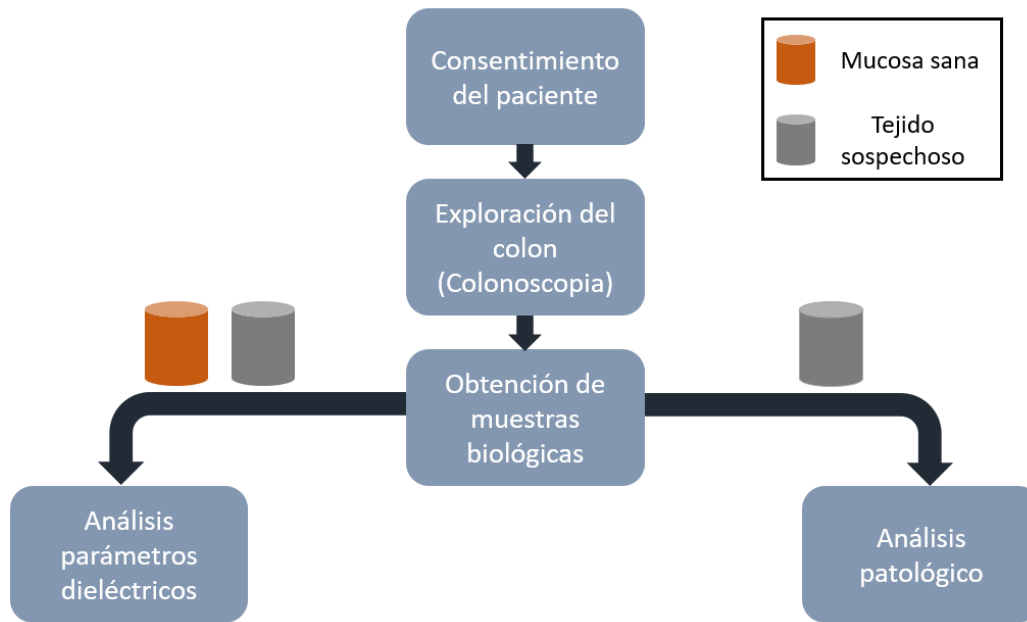 Consentimiento
del paciente
Mucosa sana
Tejido
sospechoso
Exploración del
colon
(Colonoscopia)
Obtención de
muestras
biológicas
Análisis
parámetros
dieléctricos
Análisis
patológico